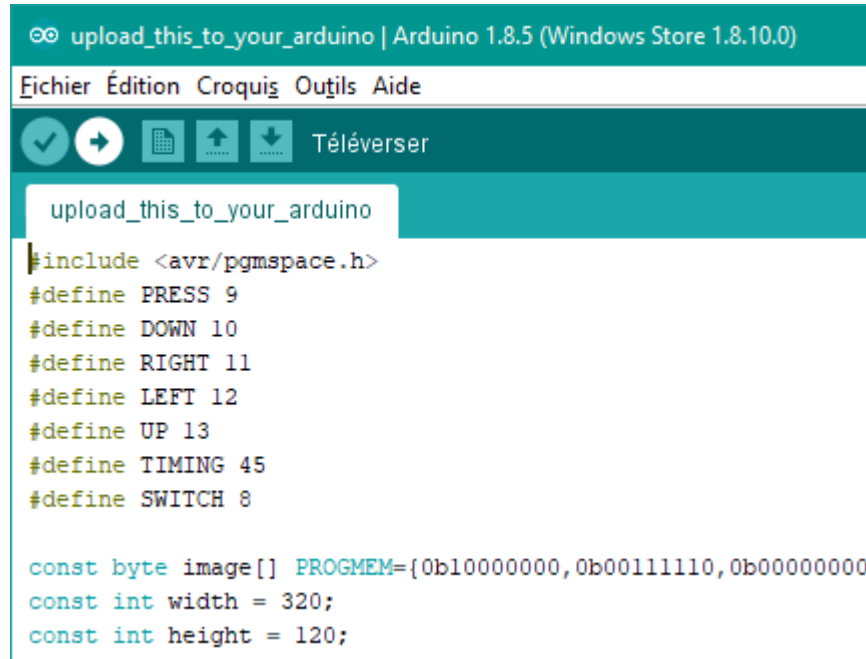 upload_this_to_your_arduino | Arduino 1.8.5 (Windows Store 1.8.10.0)
Fichier Édition Croquis Outils Aide
Téléverser
upload_this_to_your_arduino
#include <avr/pgmspace.h>
#define PRESS 9
#define DOWN 10
#define RIGHT 11
#define LEFT 12
#define UP 13
#define TIMING 45
#define SWITCH 8
const byte image[] PROGMEM={0b10000000,0b00111110,0b00000000
const int width = 320;
const int height = 120;